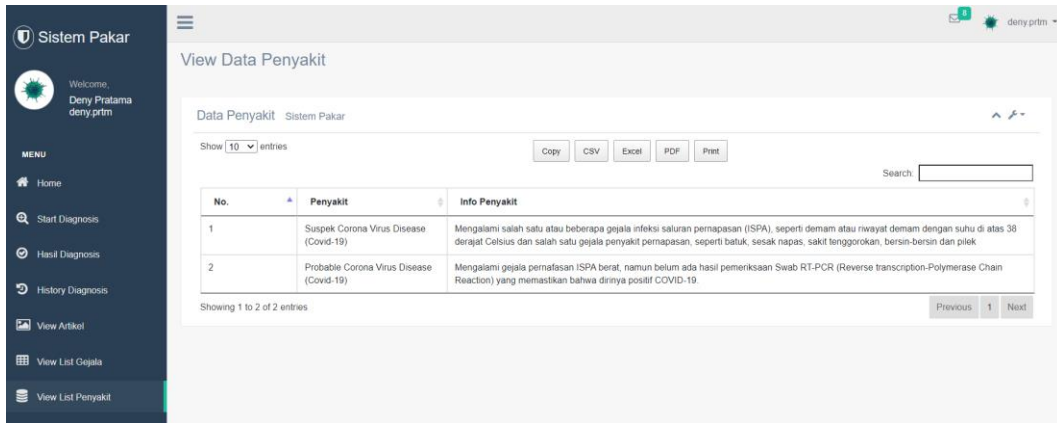 Sistem Pakar
Welcome,
Deny Pratama
deny.prtm
MENU
Home
Start Diagnosis
Hasil Diagnosis
History Diagnosis
View Artikel
View List Gejala
View List Penyakit
8
deny.prtm
View Data Penyakit
Data Penyakit Sistem Pakar
Show 10 entries
Copy CSV Excel PDF Print
Search:
No. Penyakit Info Penyakit
1 Suspek Corona Virus Disease Mengalami salah satu atau beberapa gejala infeksi saluran pernapasan (ISPA), seperti demam atau riwayat demam dengan suhu di atas 38
(Covid-19) derajat Celsius dan salah satu gejala penyakit pernapasan, seperti batuk, sesak napas, sakit tenggorokan, bersin-bersin dan pilek
2 Probable Corona Virus Disease Mengalami gejala pernafasan ISPA berat, namun belum ada hasil pemeriksaan Swab RT-PCR (Reverse transcription-Polymerase Chain
(Covid-19) Reaction) yang memastikan bahwa dirinya positif COVID-19.
Showing 1 to 2 of 2 entries
Previous 1 Next